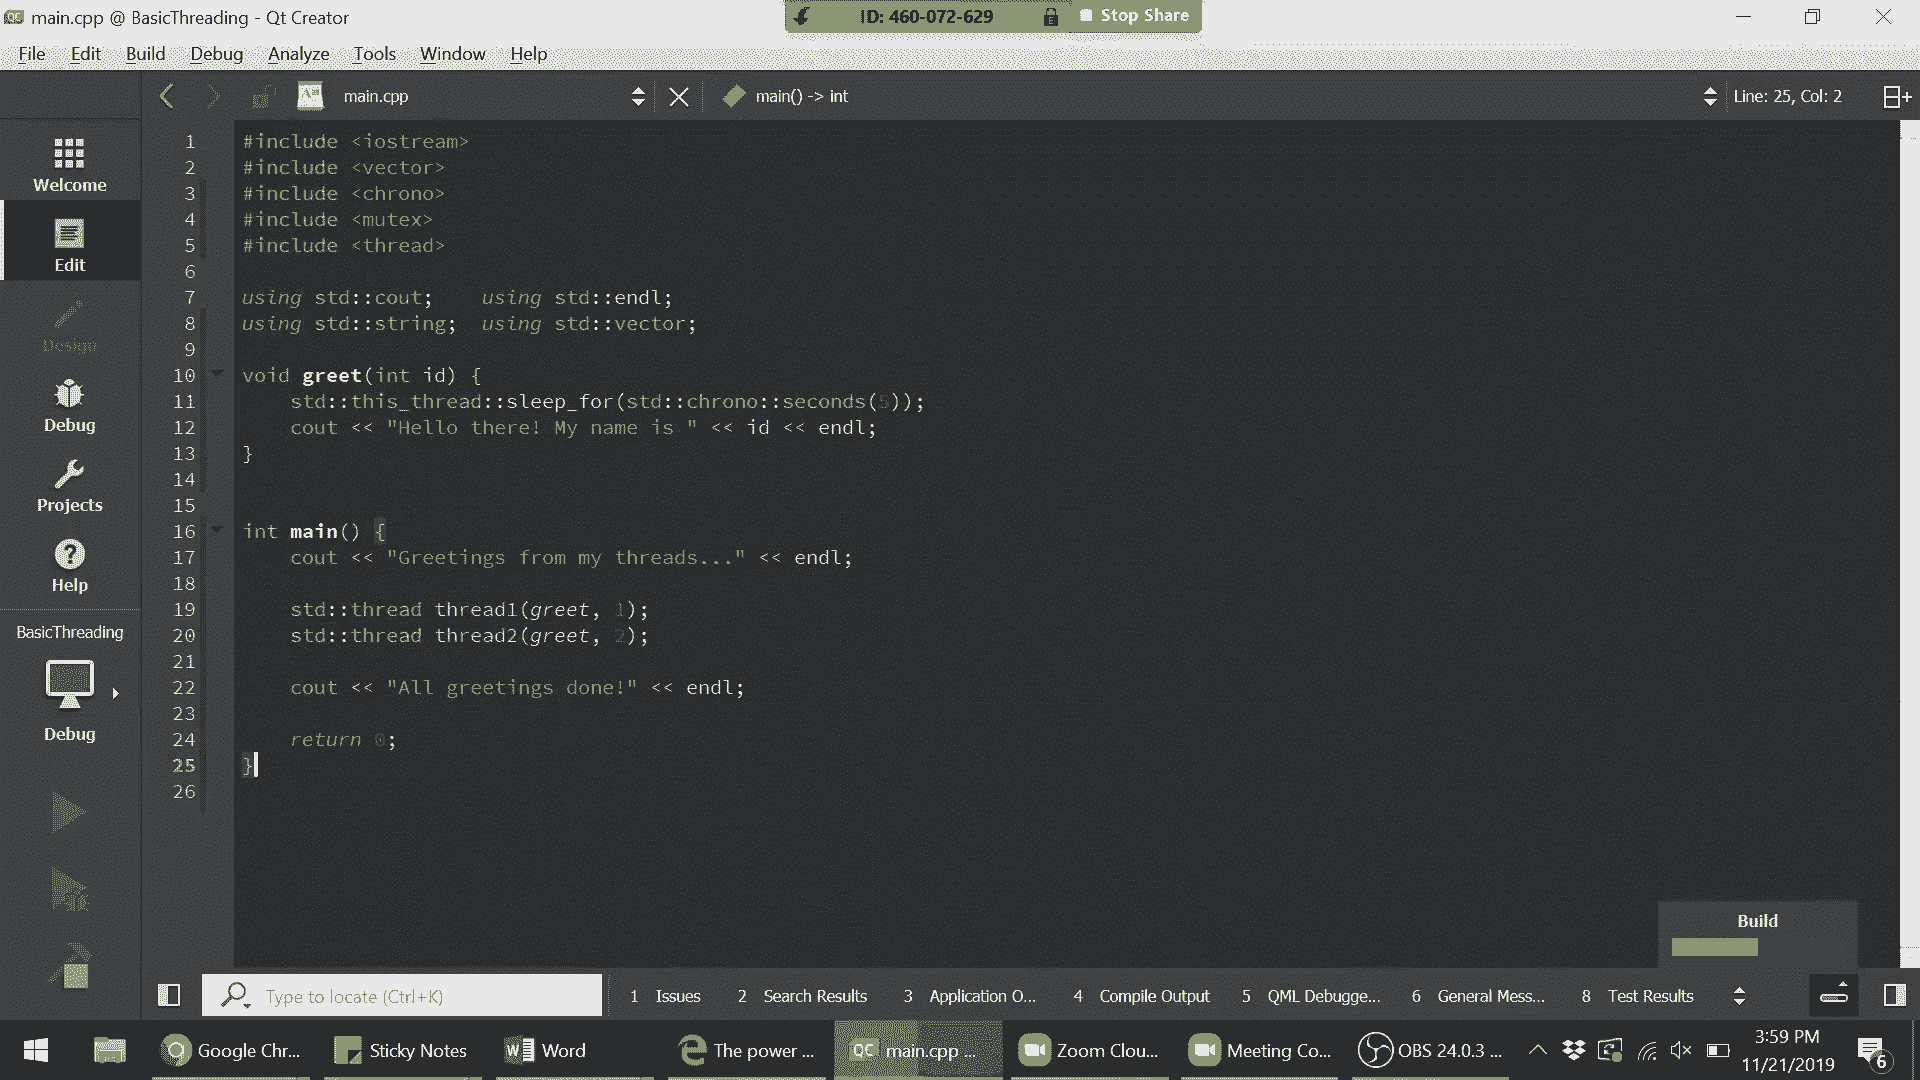 main.cpp @ BasicThreading - Qt Creator
ID: 460-072-629 Stop Share
File Edit Build Debug Analyze Tools Window Help
main.cpp main() -> int Line: 25, Col: 2
Welcome
Edit
Design
Debug
Projects
Help
BasicThreading
Debug
1 #include <iostream>
2 #include <vector>
3 #include <chrono>
4 #include <mutex>
5 #include <thread>
6
7 using std::cout;    using std::endl;
8 using std::string;  using std::vector;
9
10 void greet(int id) {
11     std::this_thread::sleep_for(std::chrono::seconds(5));
12     cout << "Hello there! My name is " << id << endl;
13 }
14
15
16 int main() {
17     cout << "Greetings from my threads..." << endl;
18
19     std::thread thread1(greet, 1);
20     std::thread thread2(greet, 2);
21
22     cout << "All greetings done!" << endl;
23
24     return 0;
25 }
26
Build
Type to locate (Ctrl+K) 1 Issues 2 Search Results 3 Application O... 4 Compile Output 5 QML Debugge... 6 General Mess... 8 Test Results
Google Chr... Sticky Notes Word The power ... main.cpp ... Zoom Clou... Meeting Co... OBS 24.0.3 ...
3:59 PM
11/21/2019
6